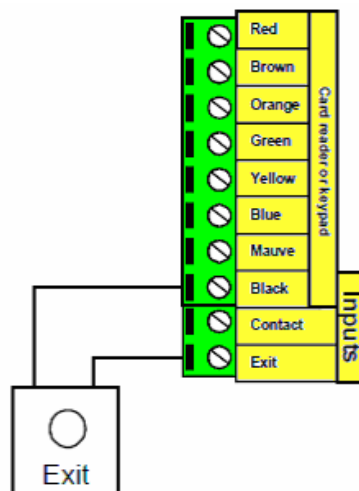 Red
Brown
Orange
Green
Yellow
Blue
Mauve
Black
Contact
Exit
Card reader or keypad
Inputs
Exit